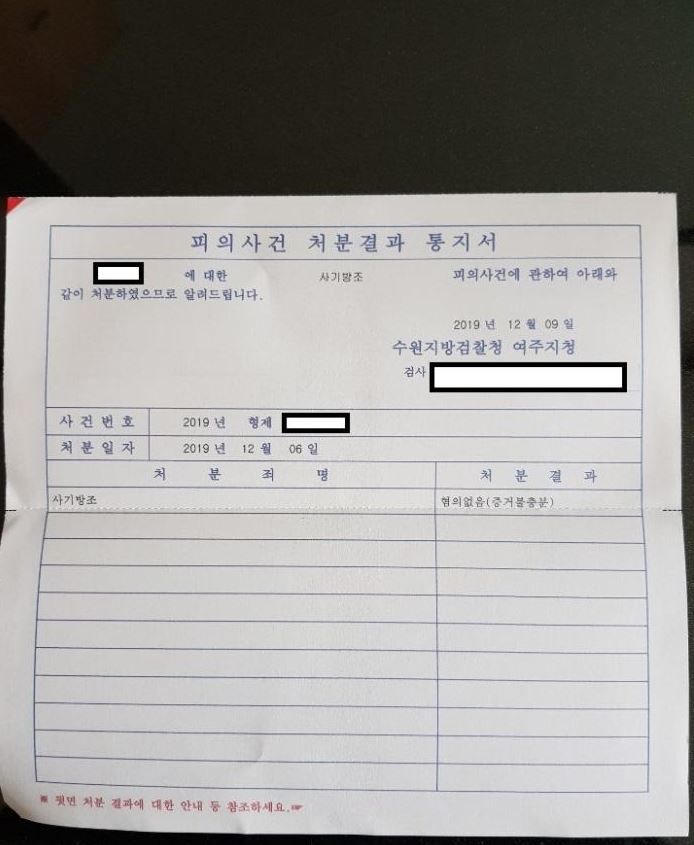 피의사건 처분결과 통지서
에 대한 사기방조 피의사건에 관하여 아래와
같이 처분하였으므로 알려드립니다.
2019 년 12 월 09 일
수원지방검찰청 여주지청
검사
사 건 번 호 2019 년 형제
처 분 일 자 2019 년 12 월 06 일
처 분 죄 명 처 분 결 과
사기방조 혐의없음(증거불충분)
※ 뒷면 처분 결과에 대한 안내 등 참조하세요.☞